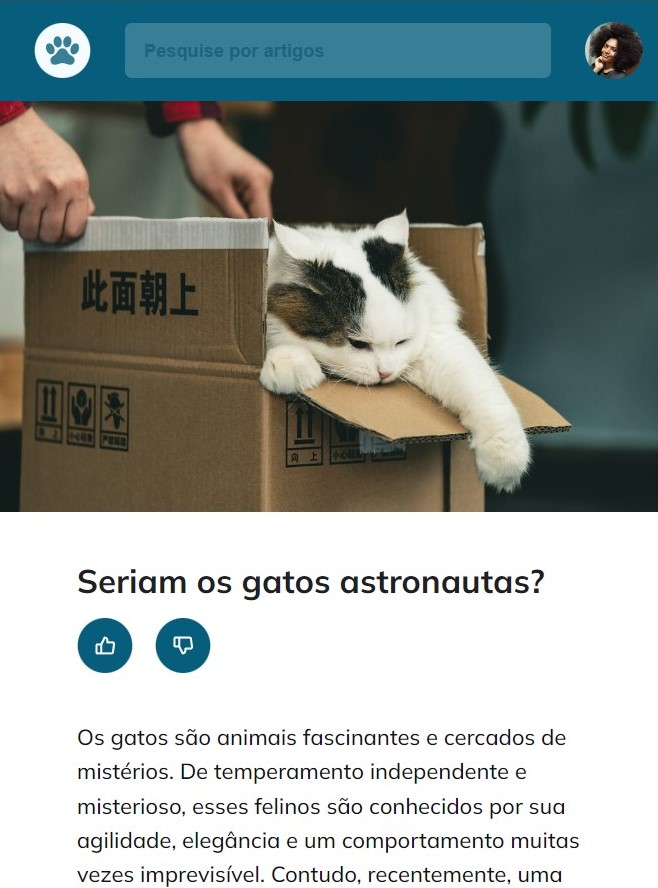 Pesquise por artigos
此面朝上
向 上
Seriam os gatos astronautas?
Os gatos são animais fascinantes e cercados de
mistérios. De temperamento independente e
misterioso, esses felinos são conhecidos por sua
agilidade, elegância e um comportamento muitas
vezes imprevisível. Contudo, recentemente, uma